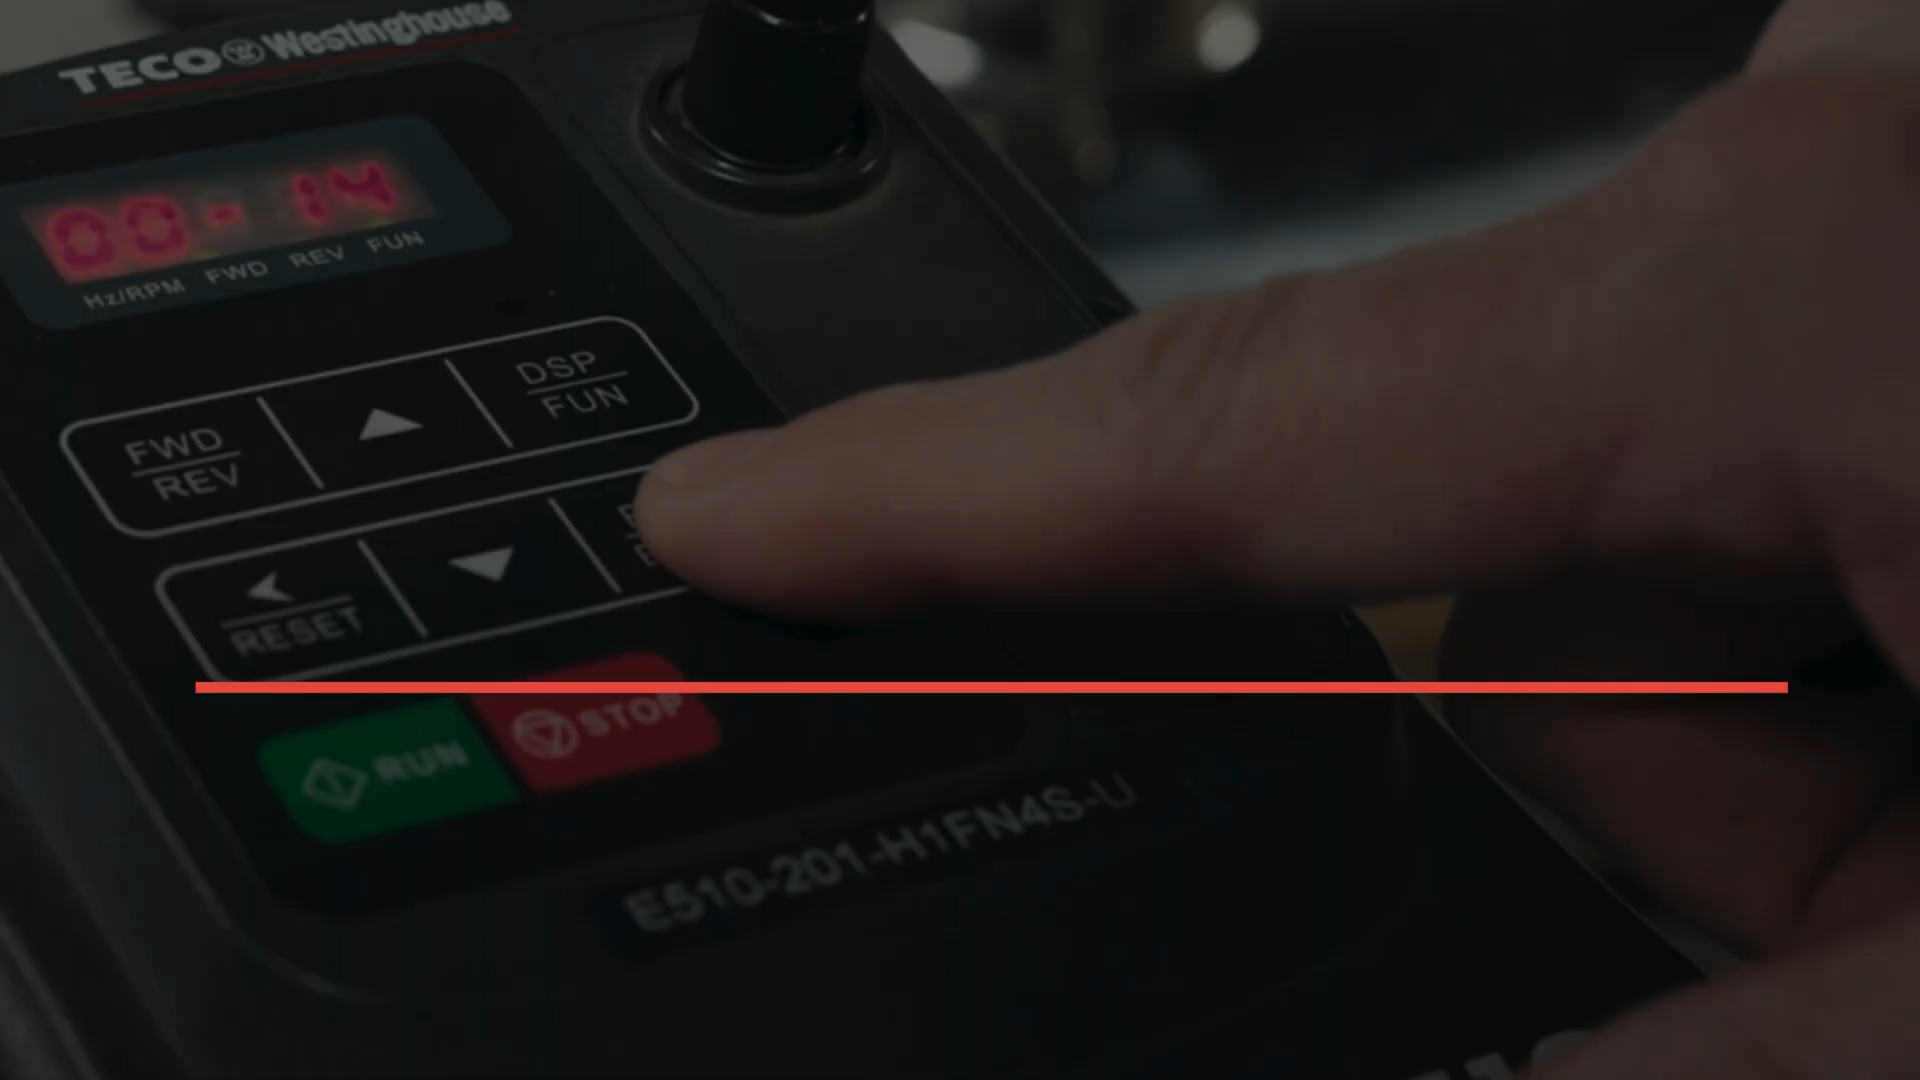 TECO Westinghouse
00-14
Hz/RPM FWD REV FUN
FWD
REV
DSP
FUN
RESET
RUN
STOP
E510-201-H1FN4S-U